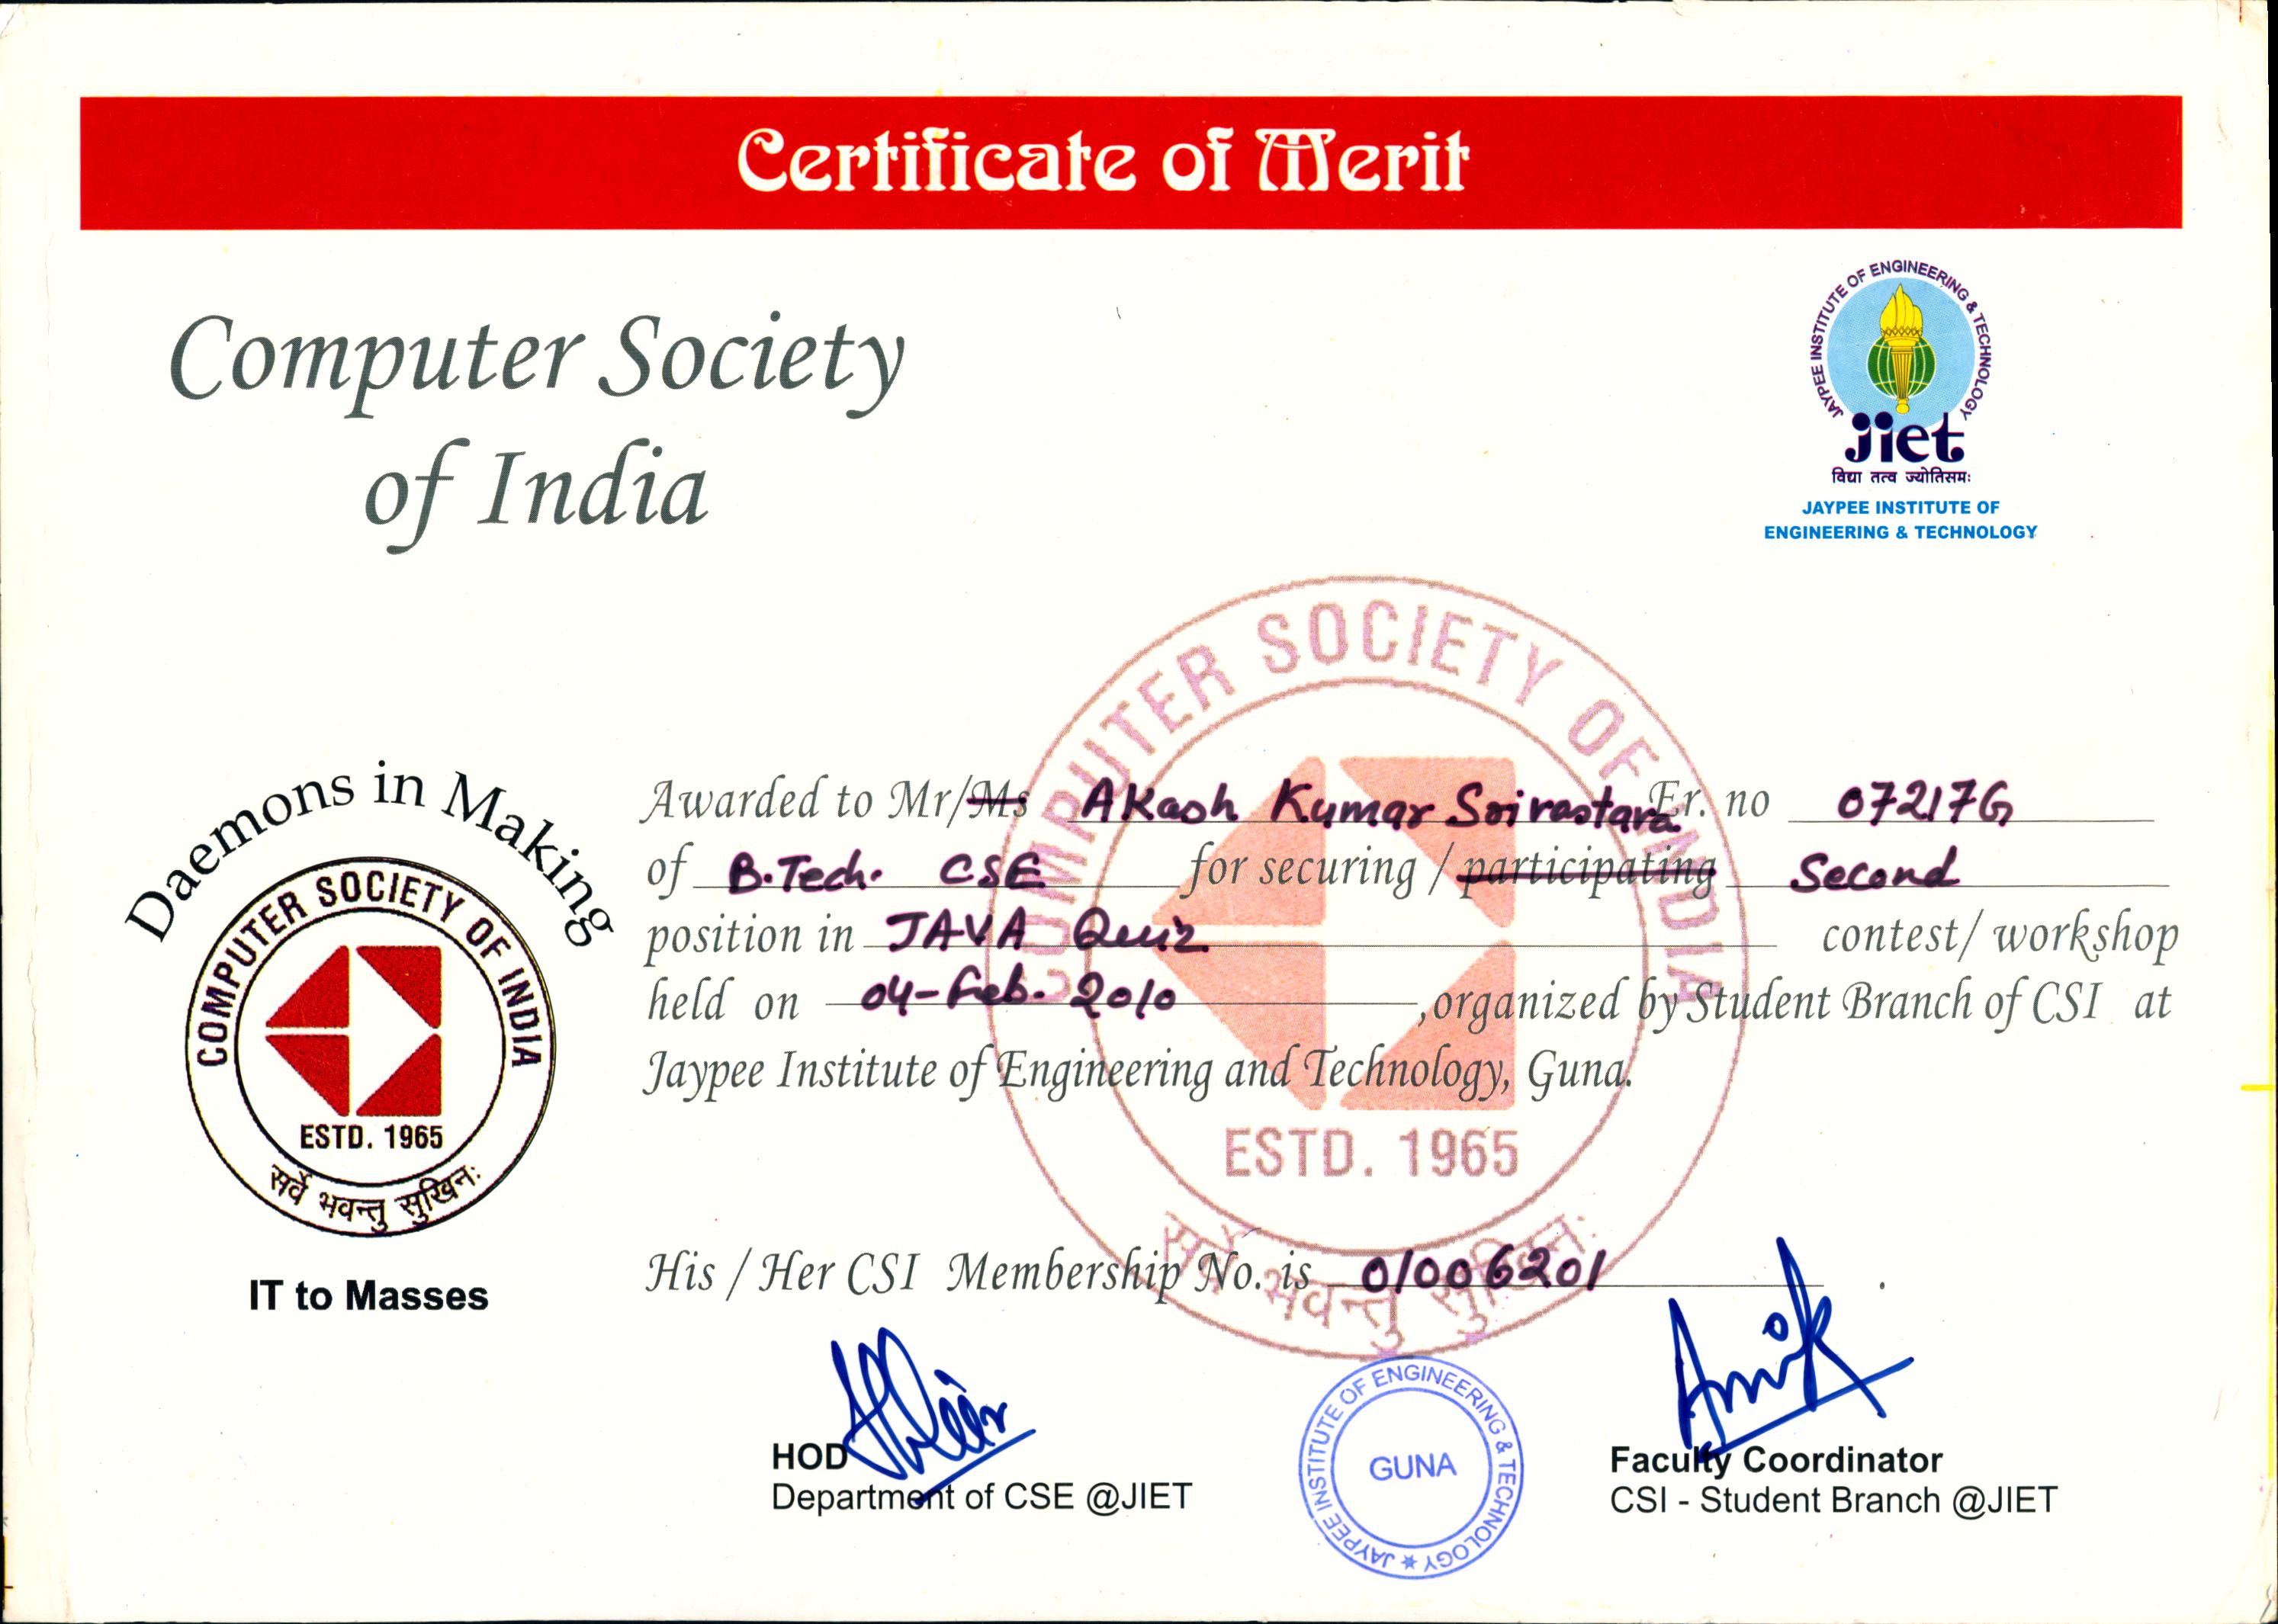 Certificate of Merit
Computer Society
of India
JAYPEE INSTITUTE OF ENGINEERING & TECHNOLOGY
jiet
विद्या तत्व ज्योतिसमः
JAYPEE INSTITUTE OF
ENGINEERING & TECHNOLOGY
COMPUTER SOCIETY OF INDIA
ESTD. 1965
सर्वे भवन्तु सुखिनः
Daemons in Making
COMPUTER SOCIETY OF INDIA
ESTD. 1965
सर्वे भवन्तु सुखिनः
IT to Masses
Awarded to Mr/Ms Akash Kumar Srivastava Er. no 07217G
of B.Tech. CSE for securing / participating Second
position in JAVA Quiz contest/ workshop
held on 04-Feb. 2010 ,organized by Student Branch of CSI at
Jaypee Institute of Engineering and Technology, Guna.
His / Her CSI Membership No. is 01006201 .
HOD
Department of CSE @JIET
JAYPEE INSTITUTE OF ENGINEERING & TECHNOLOGY
GUNA
Faculty Coordinator
CSI - Student Branch @JIET